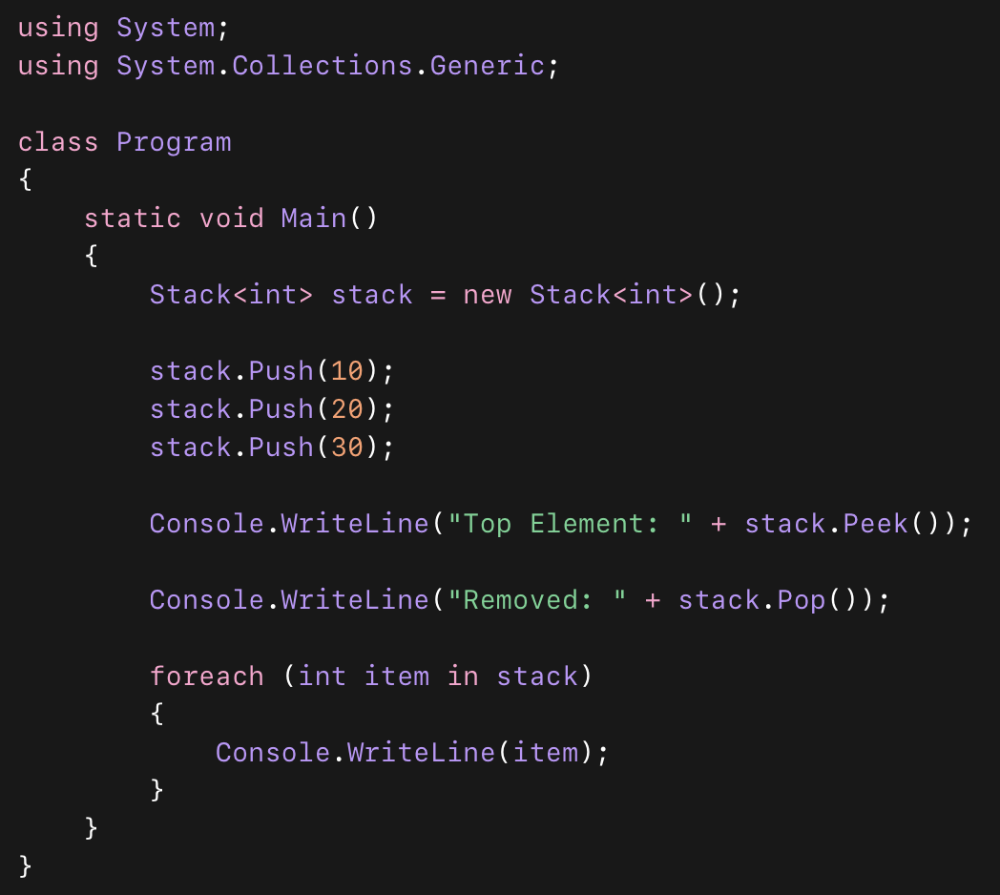 using System;
using System.Collections.Generic;

class Program
{
    static void Main()
    {
        Stack<int> stack = new Stack<int>();

        stack.Push(10);
        stack.Push(20);
        stack.Push(30);

        Console.WriteLine("Top Element: " + stack.Peek());

        Console.WriteLine("Removed: " + stack.Pop());

        foreach (int item in stack)
        {
            Console.WriteLine(item);
        }
    }
}